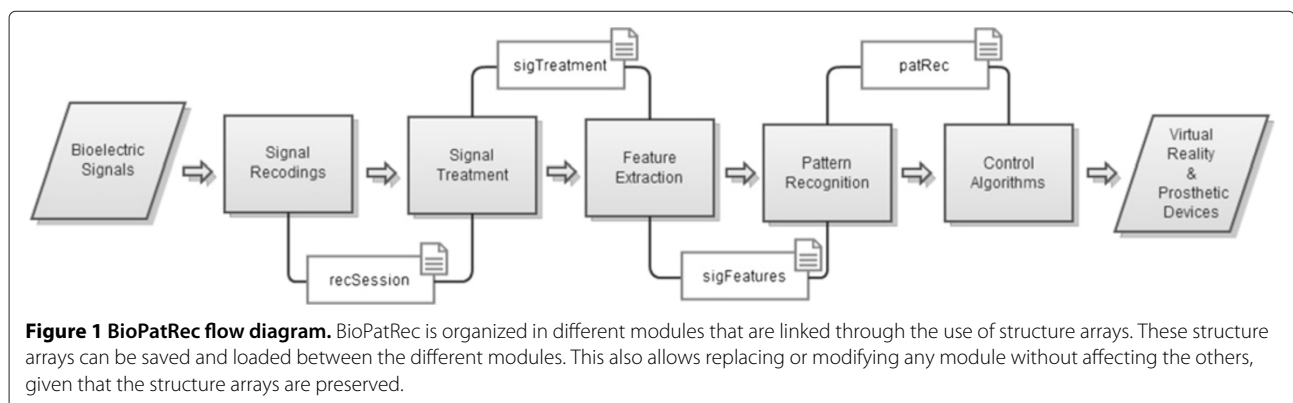 sigTreatment
patRec
Bioelectric
Signals
Signal
Recodings
Signal
Treatment
Feature
Extraction
Pattern
Recognition
Control
Algorithms
Virtual
Reality
&
Prosthetic
Devices
recSession
sigFeatures
Figure 1 BioPatRec flow diagram. BioPatRec is organized in different modules that are linked through the use of structure arrays. These structure
arrays can be saved and loaded between the different modules. This also allows replacing or modifying any module without affecting the others,
given that the structure arrays are preserved.